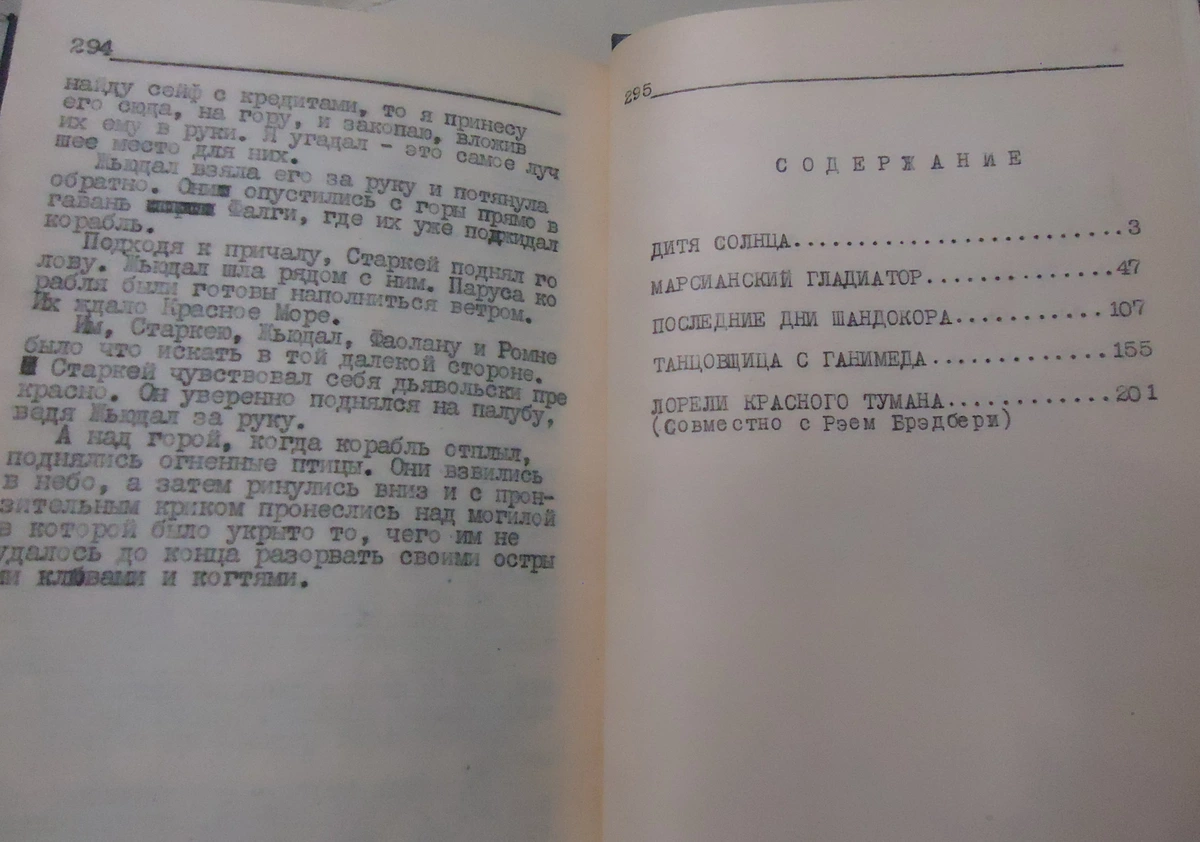 294
найду сейф с кредитами, то я принесу
его сюда, на гору, и закопаю, вложив
их ему в руки. Я угадал - это самое луч
шее место для них.
Жьюдал взяла его за руку и потянула
обратно. Они опустились с горы прямо в
гавань Фалги, где их уже поджидал
корабль.
Подходя к причалу, Старкей поднял го
лову. Жьюдал шла рядом с ним. Паруса ко
рабля были готовы наполниться ветром.
Их ждало Красное Море.
Им, Старкею, Жьюдал, Фаолану и Ромне
было что искать в той далекой стороне.
Старкей чувствовал себя дьявольски пре
красно. Он уверенно поднялся на палубу,
ведя Жьюдал за руку.
А над горой, когда корабль отплыл,
поднялись огненные птицы. Они взвились
в небо, а затем ринулись вниз и с прон-
зительным криком пронеслись над могилой
в которой было укрыто то, чего им не
удалось до конца разорвать своими остры
ми клювами и когтями.
295
СОДЕРЖАНИЕ
ДИТЯ СОЛНЦА.........................3
МАРСИАНСКИЙ ГЛАДИАТОР...............47
ПОСЛЕДНИЕ ДНИ ШАНДОКОРА............107
ТАНЦОВЩИЦА С ГАНИМЕДА..............155
ЛОРЕЛИ КРАСНОГО ТУМАНА.............201
(Совместно с Рэем Брэдбери)